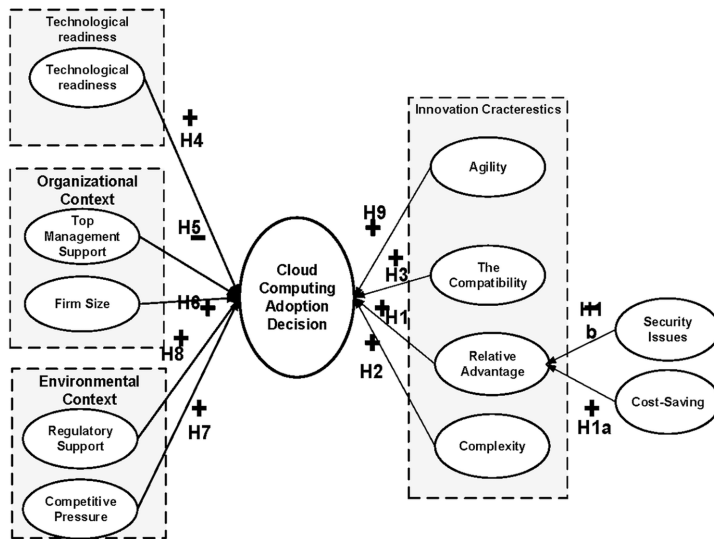 Technological
readiness
Technological
readiness
+
H4
Organizational
Context
Top
Management
Support
H5
−
Firm Size
H6
+
+
H8
Environmental
Context
Regulatory
Support
+
H7
Competitive
Pressure
Cloud
Computing
Adoption
Decision
Innovation Cracterestics
Agility
H9
+
The
Compatibility
+
H3
+
H1
Relative
Advantage
+
H2
Complexity
b
Security
Issues
Cost-Saving
+
H1a